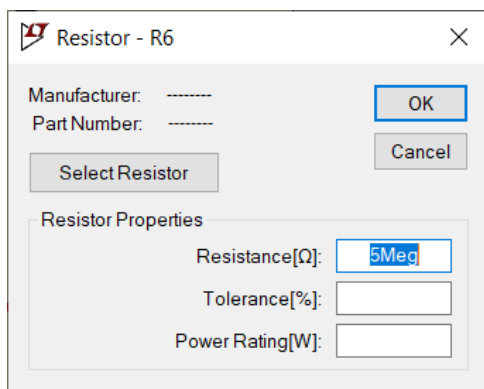 Resistor - R6
Manufacturer: --------
OK
Part Number: --------
Cancel
Select Resistor
Resistor Properties
Resistance[Ω]: 5Meg
Tolerance[%]:
Power Rating[W]: